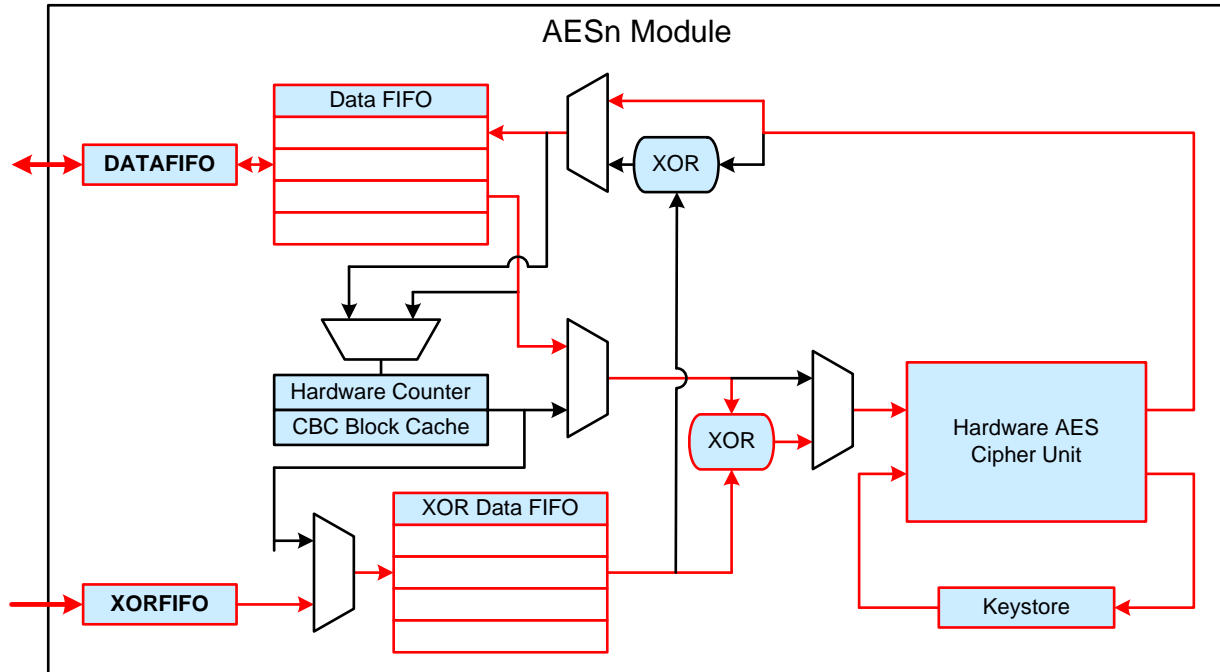 AESn Module
Data FIFO
DATAFIFO
XOR
Hardware Counter
CBC Block Cache
XOR
Hardware AES
Cipher Unit
XOR Data FIFO
XORFIFO
Keystore